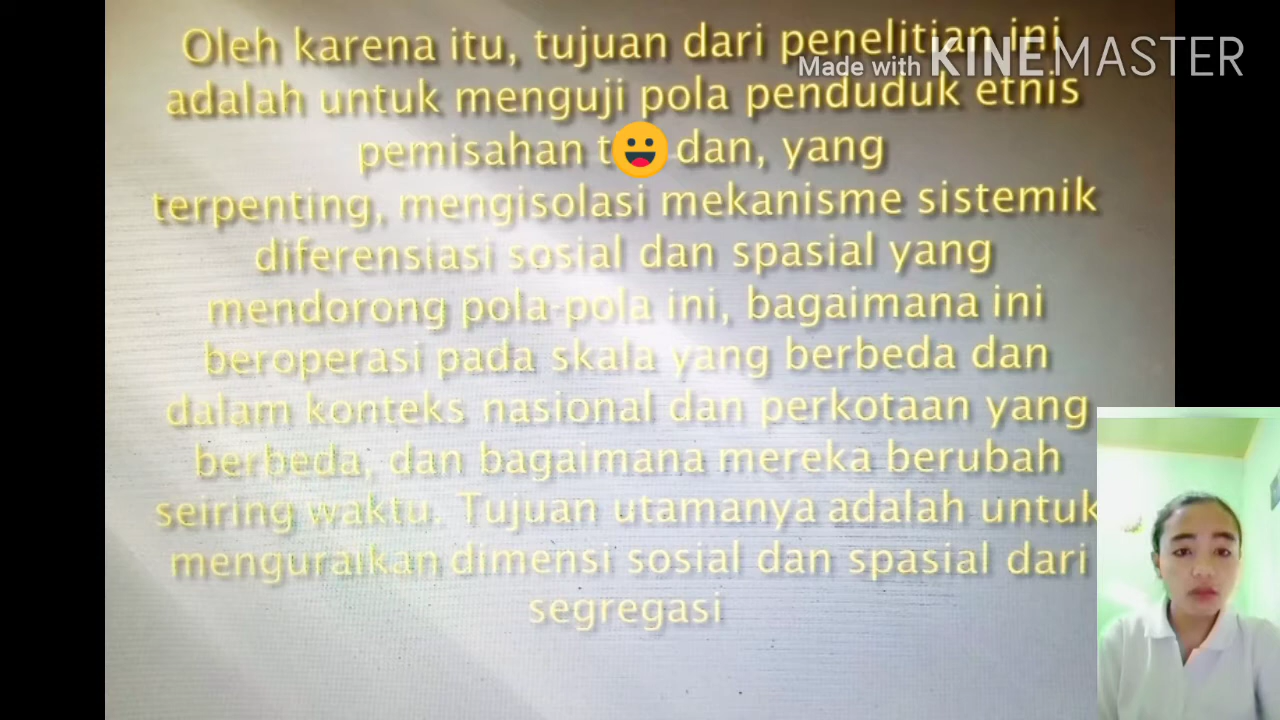 Oleh karena itu, tujuan dari penelitian ini
Made with KINEMASTER
adalah untuk menguji pola penduduk etnis
pemisahan dan, yang
terpenting, mengisolasi mekanisme sistemik
diferensiasi sosial dan spasial yang
mendorong pola-pola ini, bagaimana ini
beroperasi pada skala yang berbeda dan
dalam konteks nasional dan perkotaan yang
berbeda, dan bagaimana mereka berubah
seiring waktu. Tujuan utamanya adalah untuk
menguraikan dimensi sosial dan spasial dari
segregasi